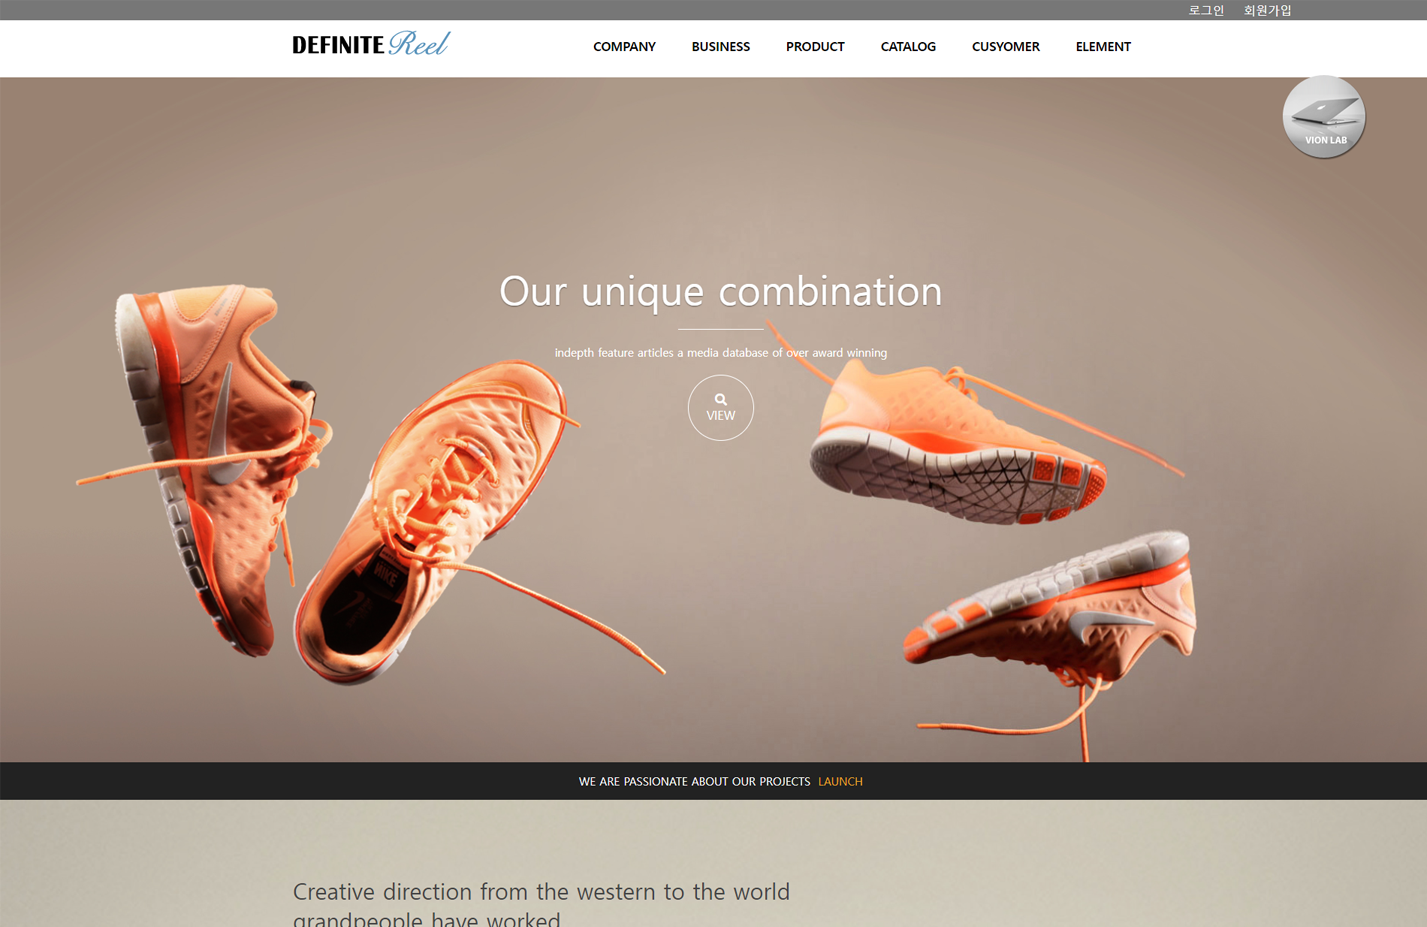 로그인 회원가입
DEFINITE Reel
COMPANY BUSINESS PRODUCT CATALOG CUSYOMER ELEMENT
VION LAB
Our unique combination
indepth feature articles a media database of over award winning
VIEW
NIKE
WE ARE PASSIONATE ABOUT OUR PROJECTS LAUNCH
Creative direction from the western to the world
grandpeople have worked